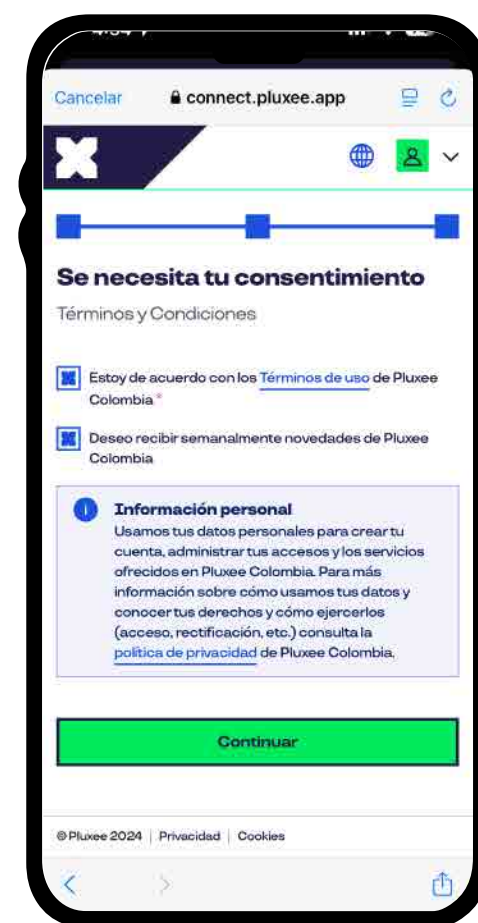 Cancelar
connect.pluxee.app
Se necesita tu consentimiento
Términos y Condiciones
Estoy de acuerdo con los Términos de uso de Pluxee
Colombia *
Deseo recibir semanalmente novedades de Pluxee
Colombia
Información personal
Usamos tus datos personales para crear tu
cuenta, administrar tus accesos y los servicios
ofrecidos en Pluxee Colombia. Para más
información sobre cómo usamos tus datos y
conocer tus derechos y cómo ejercerlos
(acceso, rectificación, etc.) consulta la
política de privacidad de Pluxee Colombia.
Continuar
© Pluxee 2024 | Privacidad | Cookies